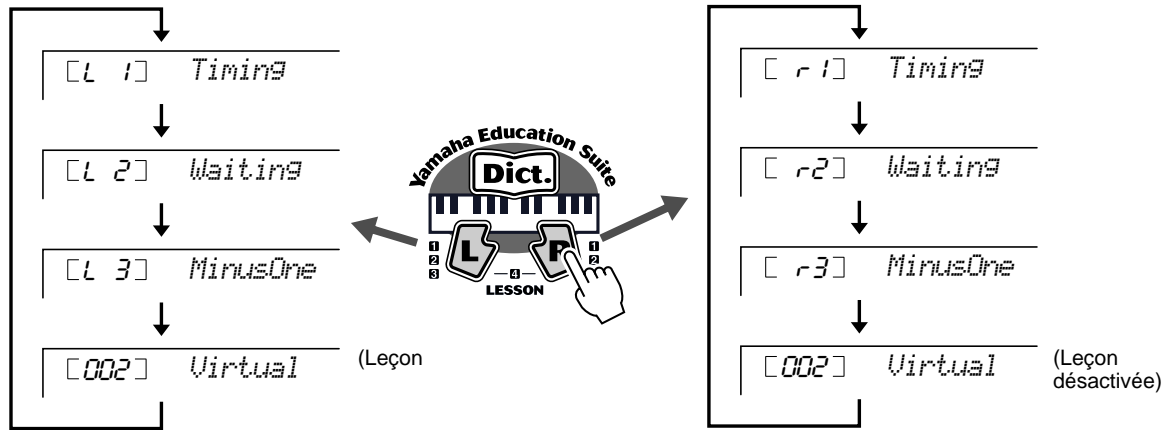 [L 1] Timing
[L 2] Waiting
[L 3] MinusOne
[002] Virtual
(Leçon
Yamaha Education Suite
Dict.
1
2
3
L
R
1
2
4
LESSON
[ r1] Timing
[ r2] Waiting
[ r3] MinusOne
[002] Virtual
(Leçon
désactivée)